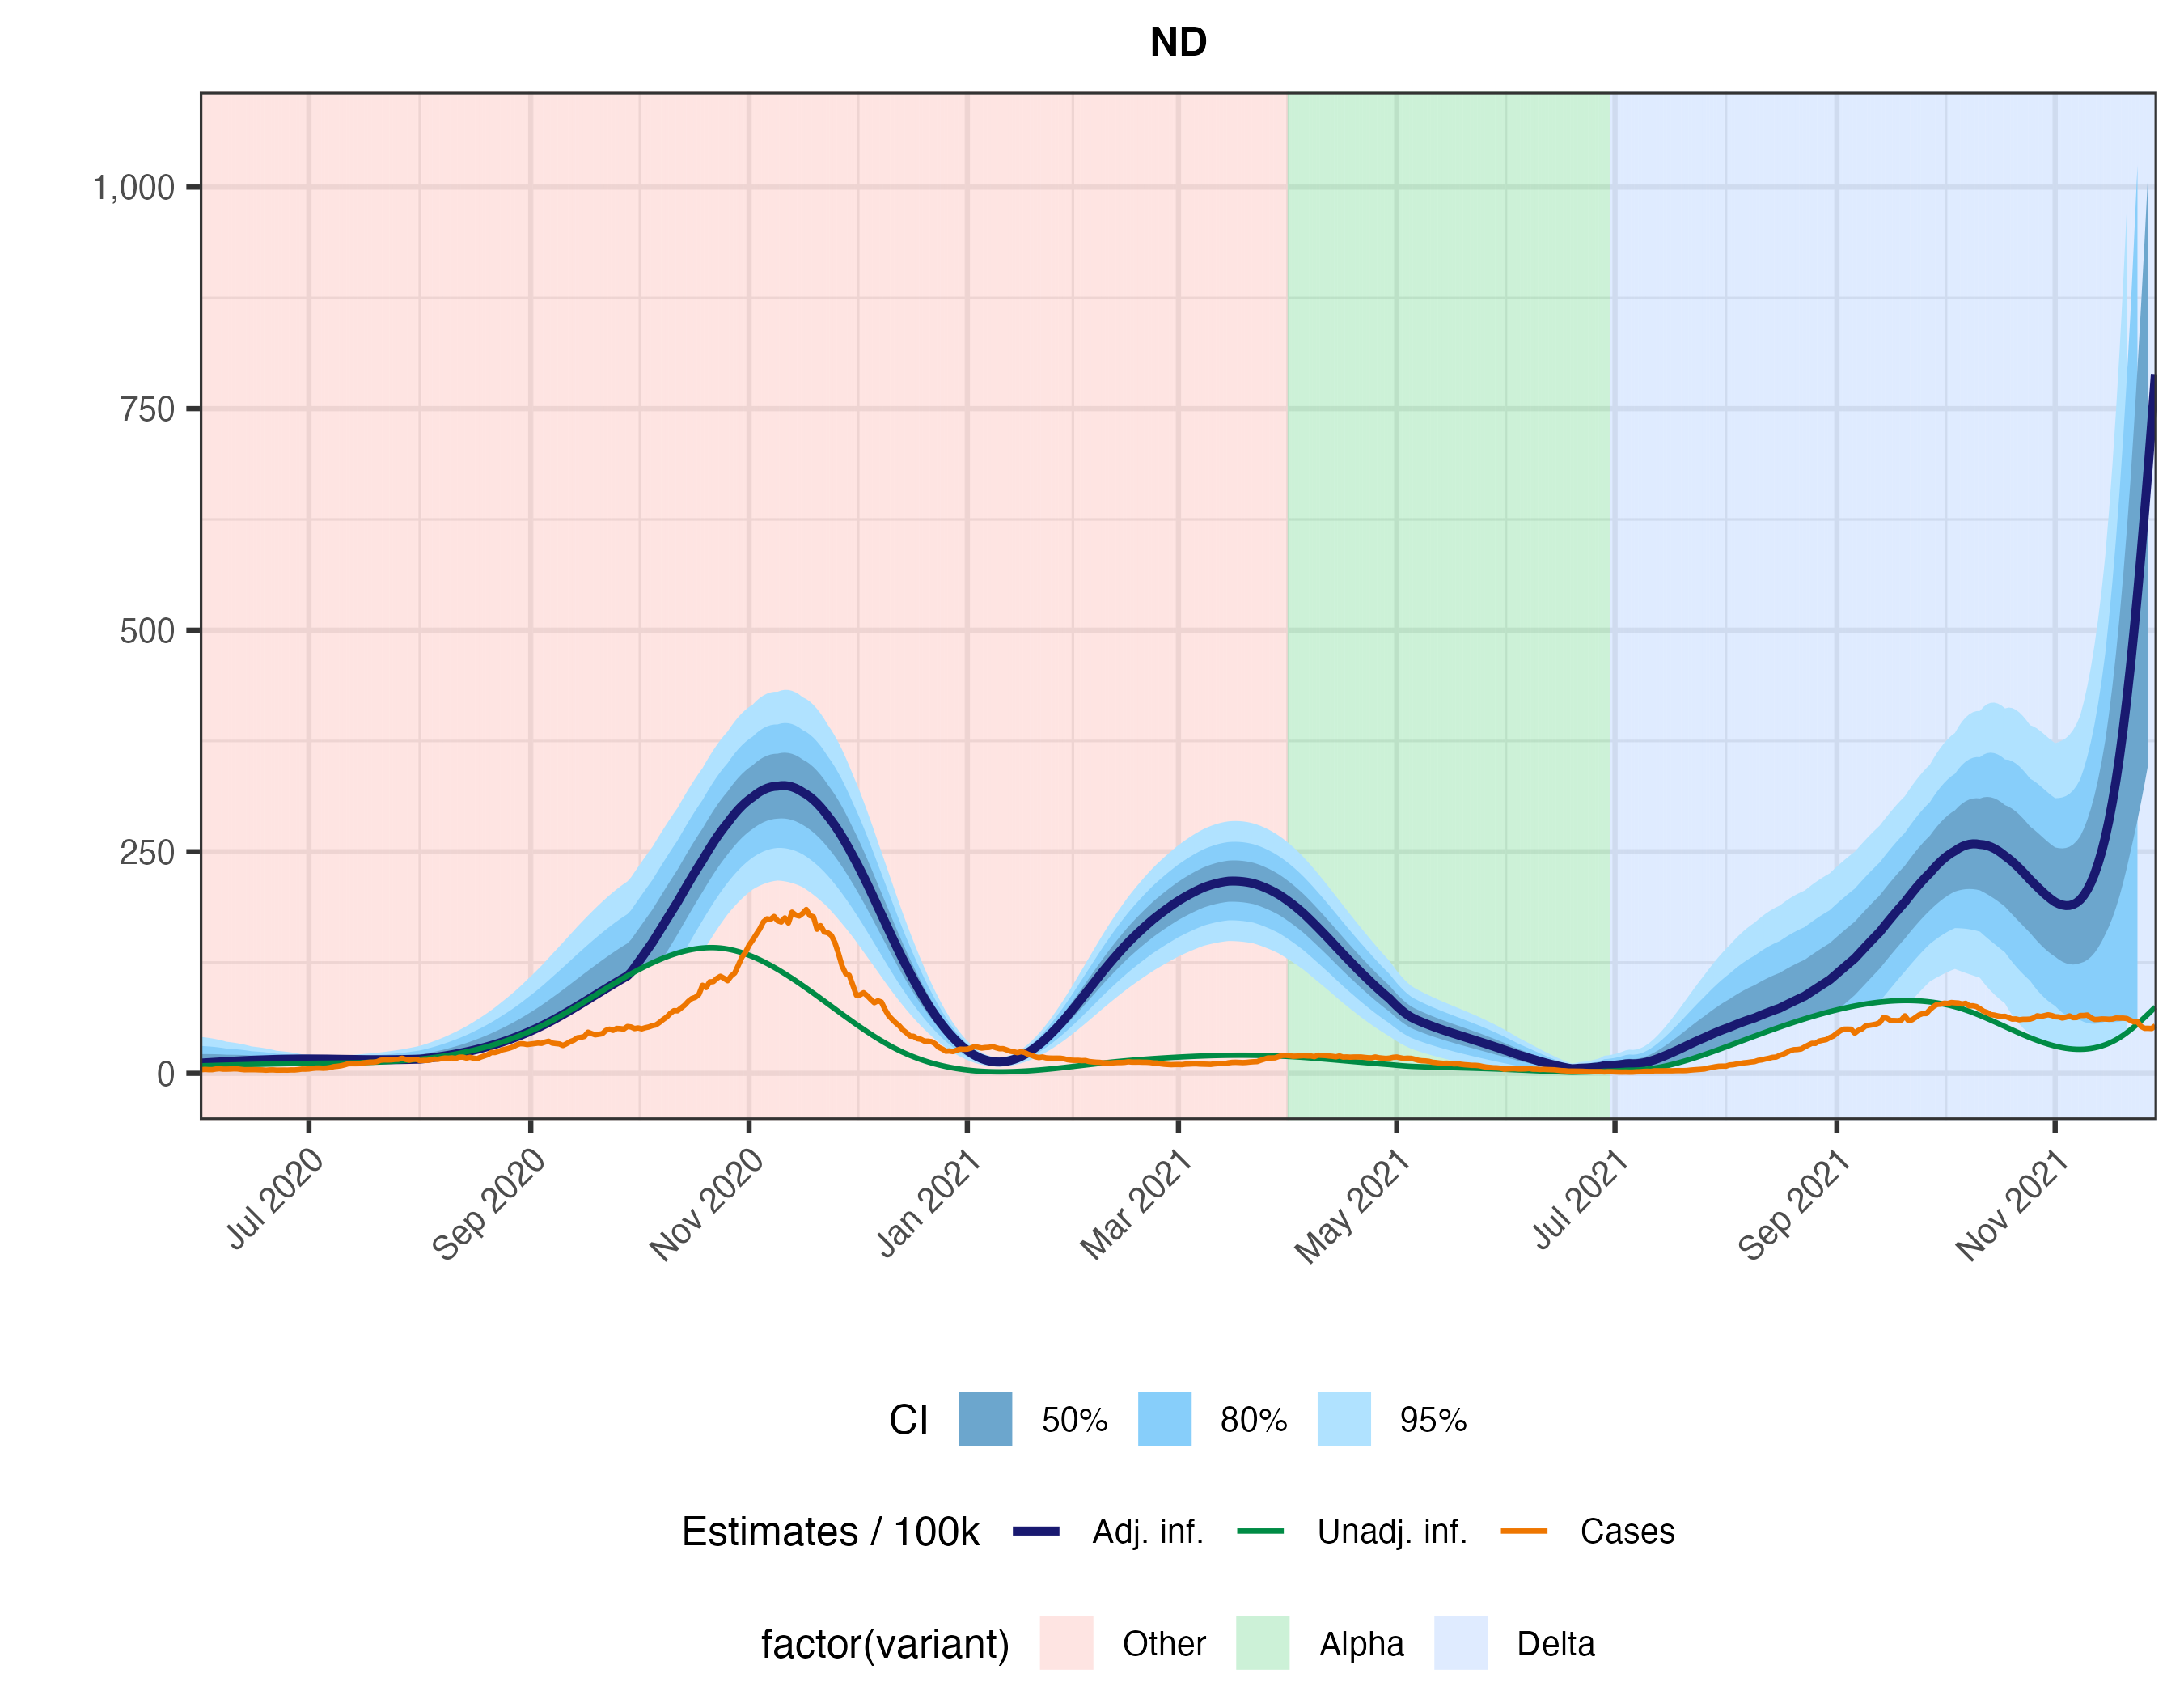 ND
1,000
750
500
250
0
Jul 2020
Sep 2020
Nov 2020
Jan 2021
Mar 2021
May 2021
Jul 2021
Sep 2021
Nov 2021
CI 50% 80% 95%
Estimates / 100k Adj. inf. Unadj. inf. Cases
factor(variant) Other Alpha Delta